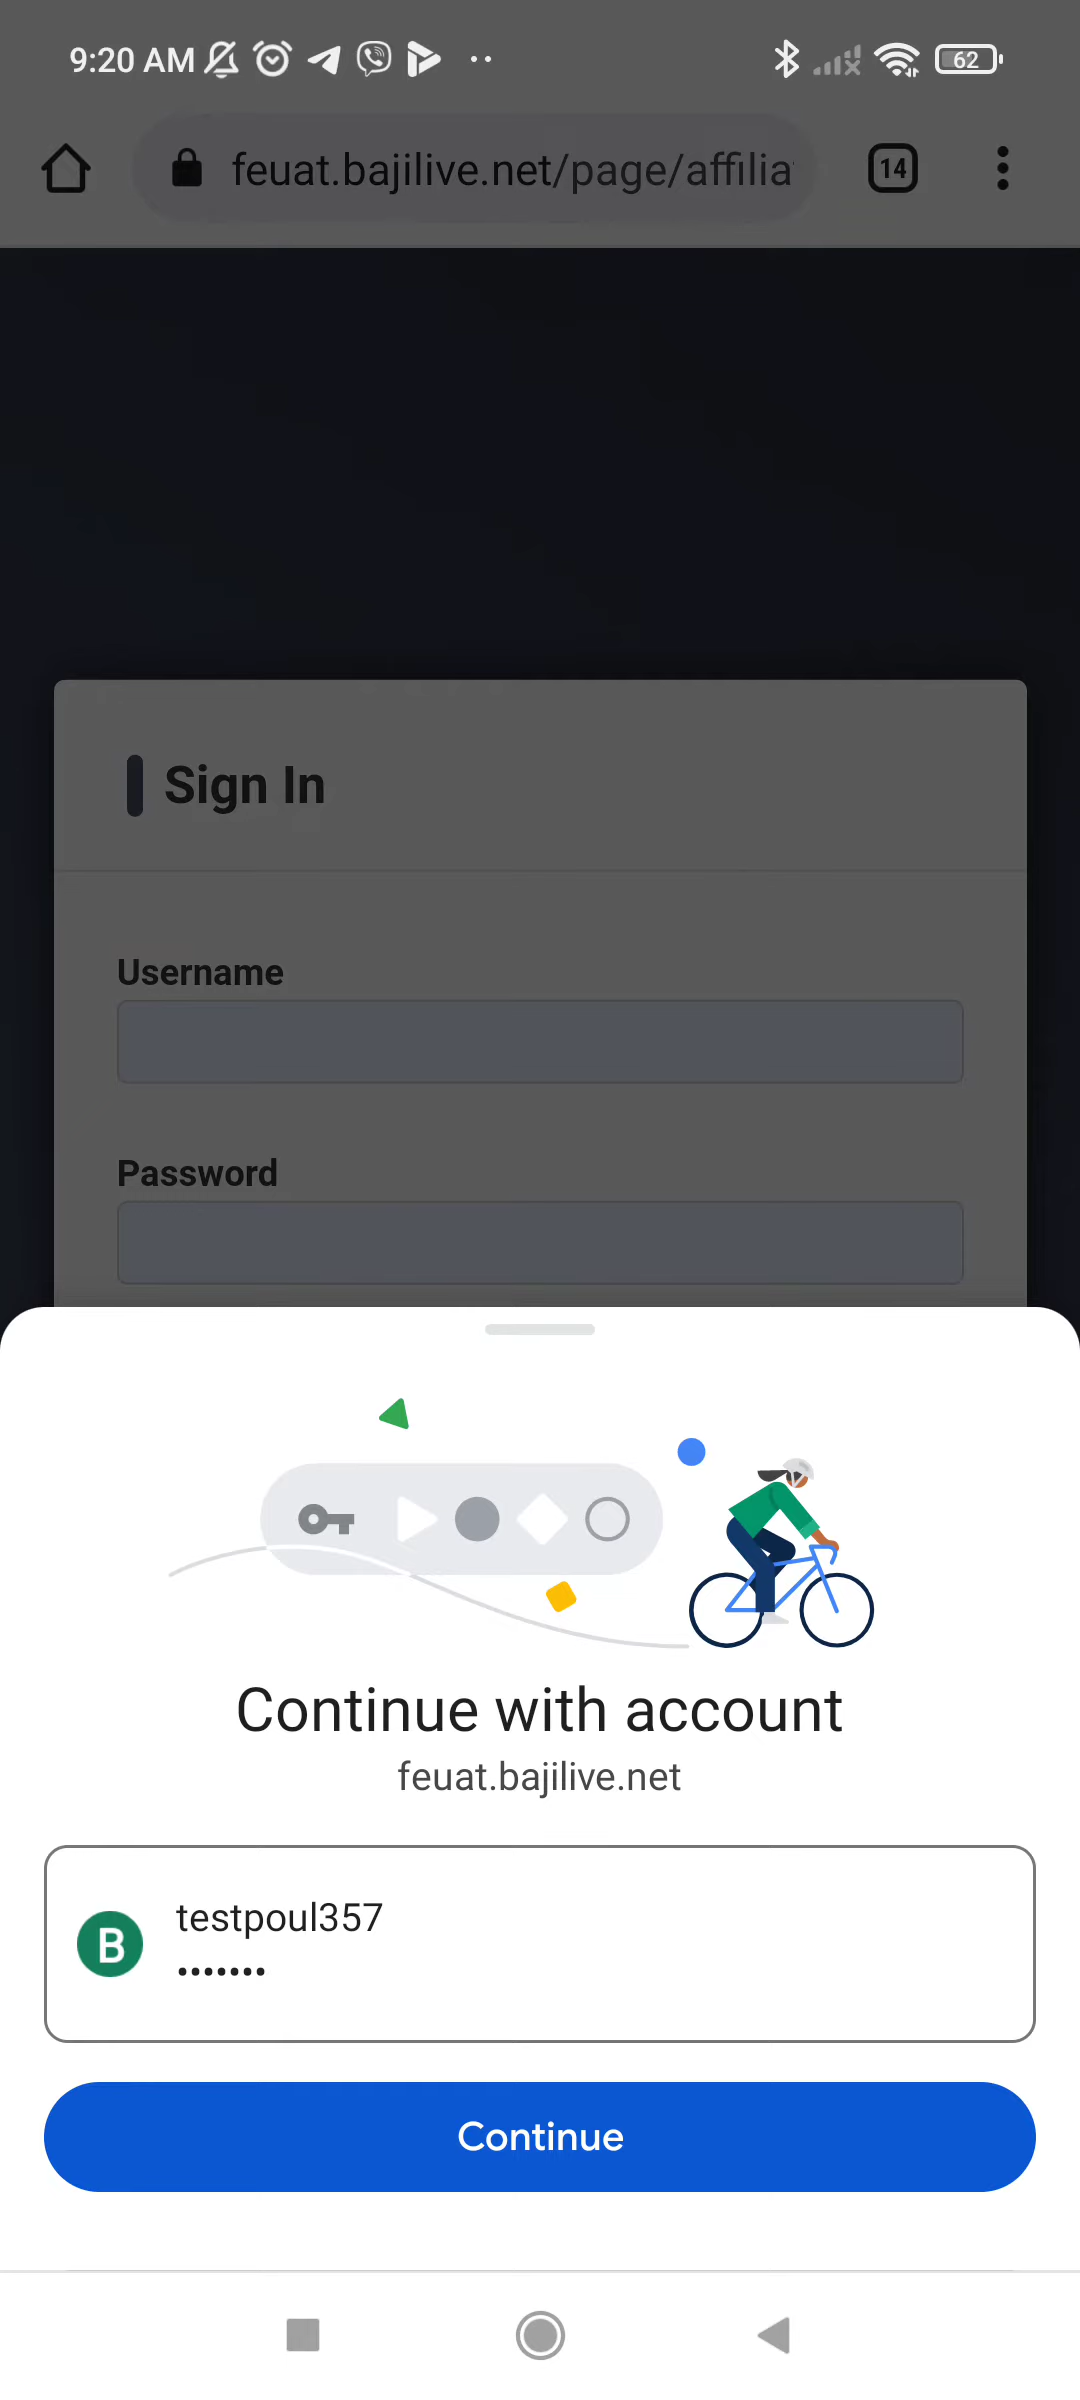 9:20 AM
62
feuat.bajilive.net/page/affilia
14
Sign In
Username
Password
Continue with account
feuat.bajilive.net
B
testpoul357
•••••••
Continue